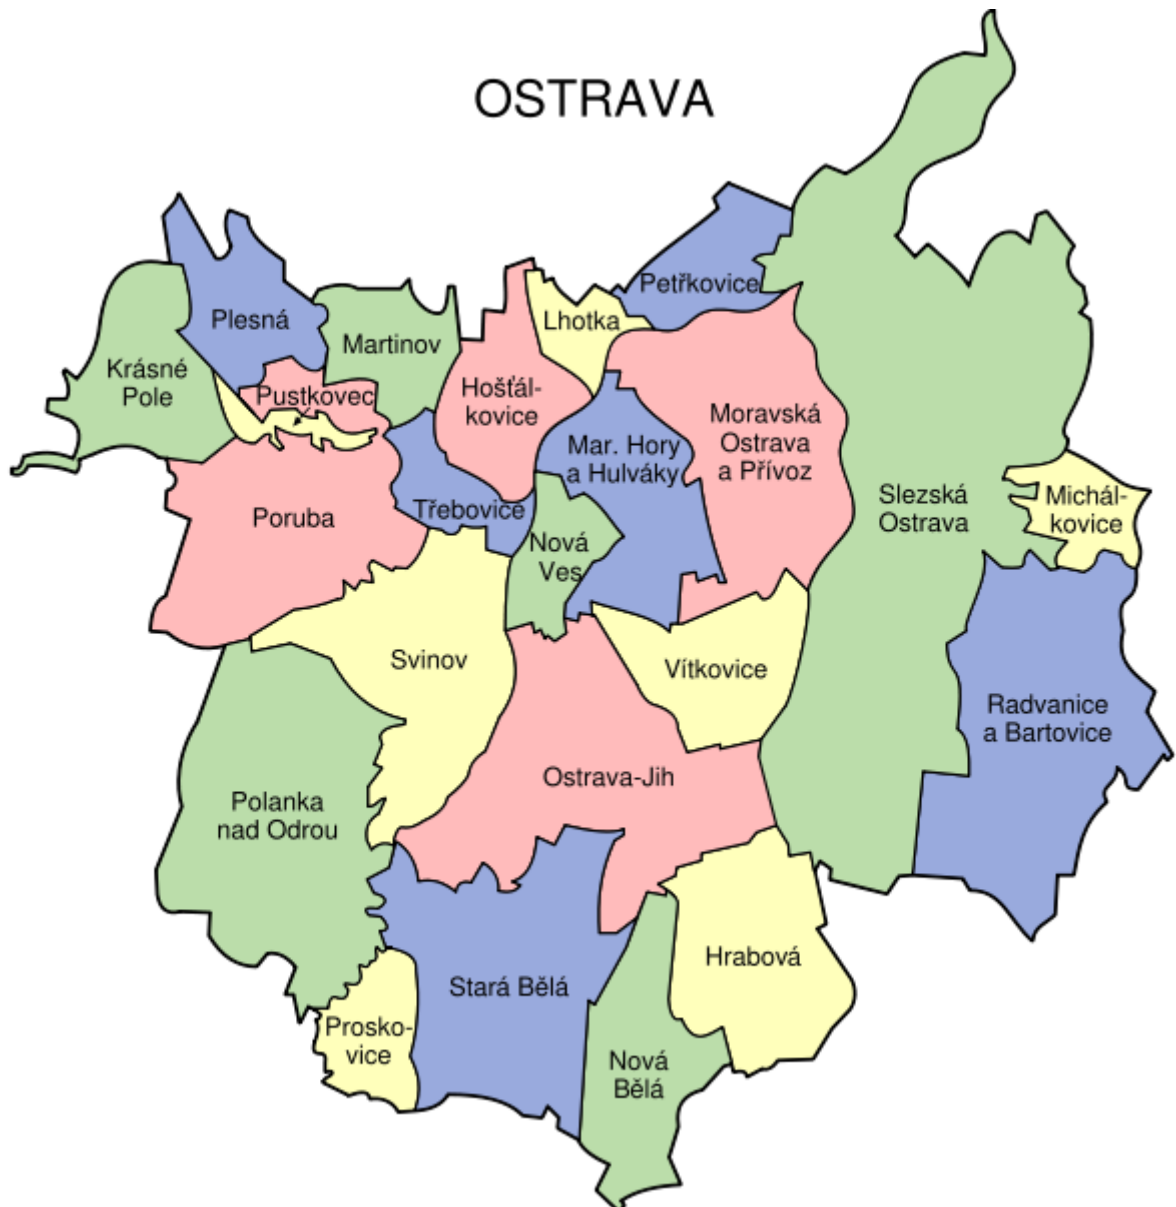 OSTRAVA
Petřkovice
Plesná
Lhotka
Martinov
Krásné
Pole
Pustkovec
Hošťál-
kovice
Moravská
Ostrava
a Přívoz
Mar. Hory
a Hulváky
Slezská
Ostrava
Michál-
kovice
Třebovice
Poruba
Nová
Ves
Svinov
Vítkovice
Radvanice
a Bartovice
Ostrava-Jih
Polanka
nad Odrou
Hrabová
Stará Bělá
Prosko-
vice
Nová
Bělá